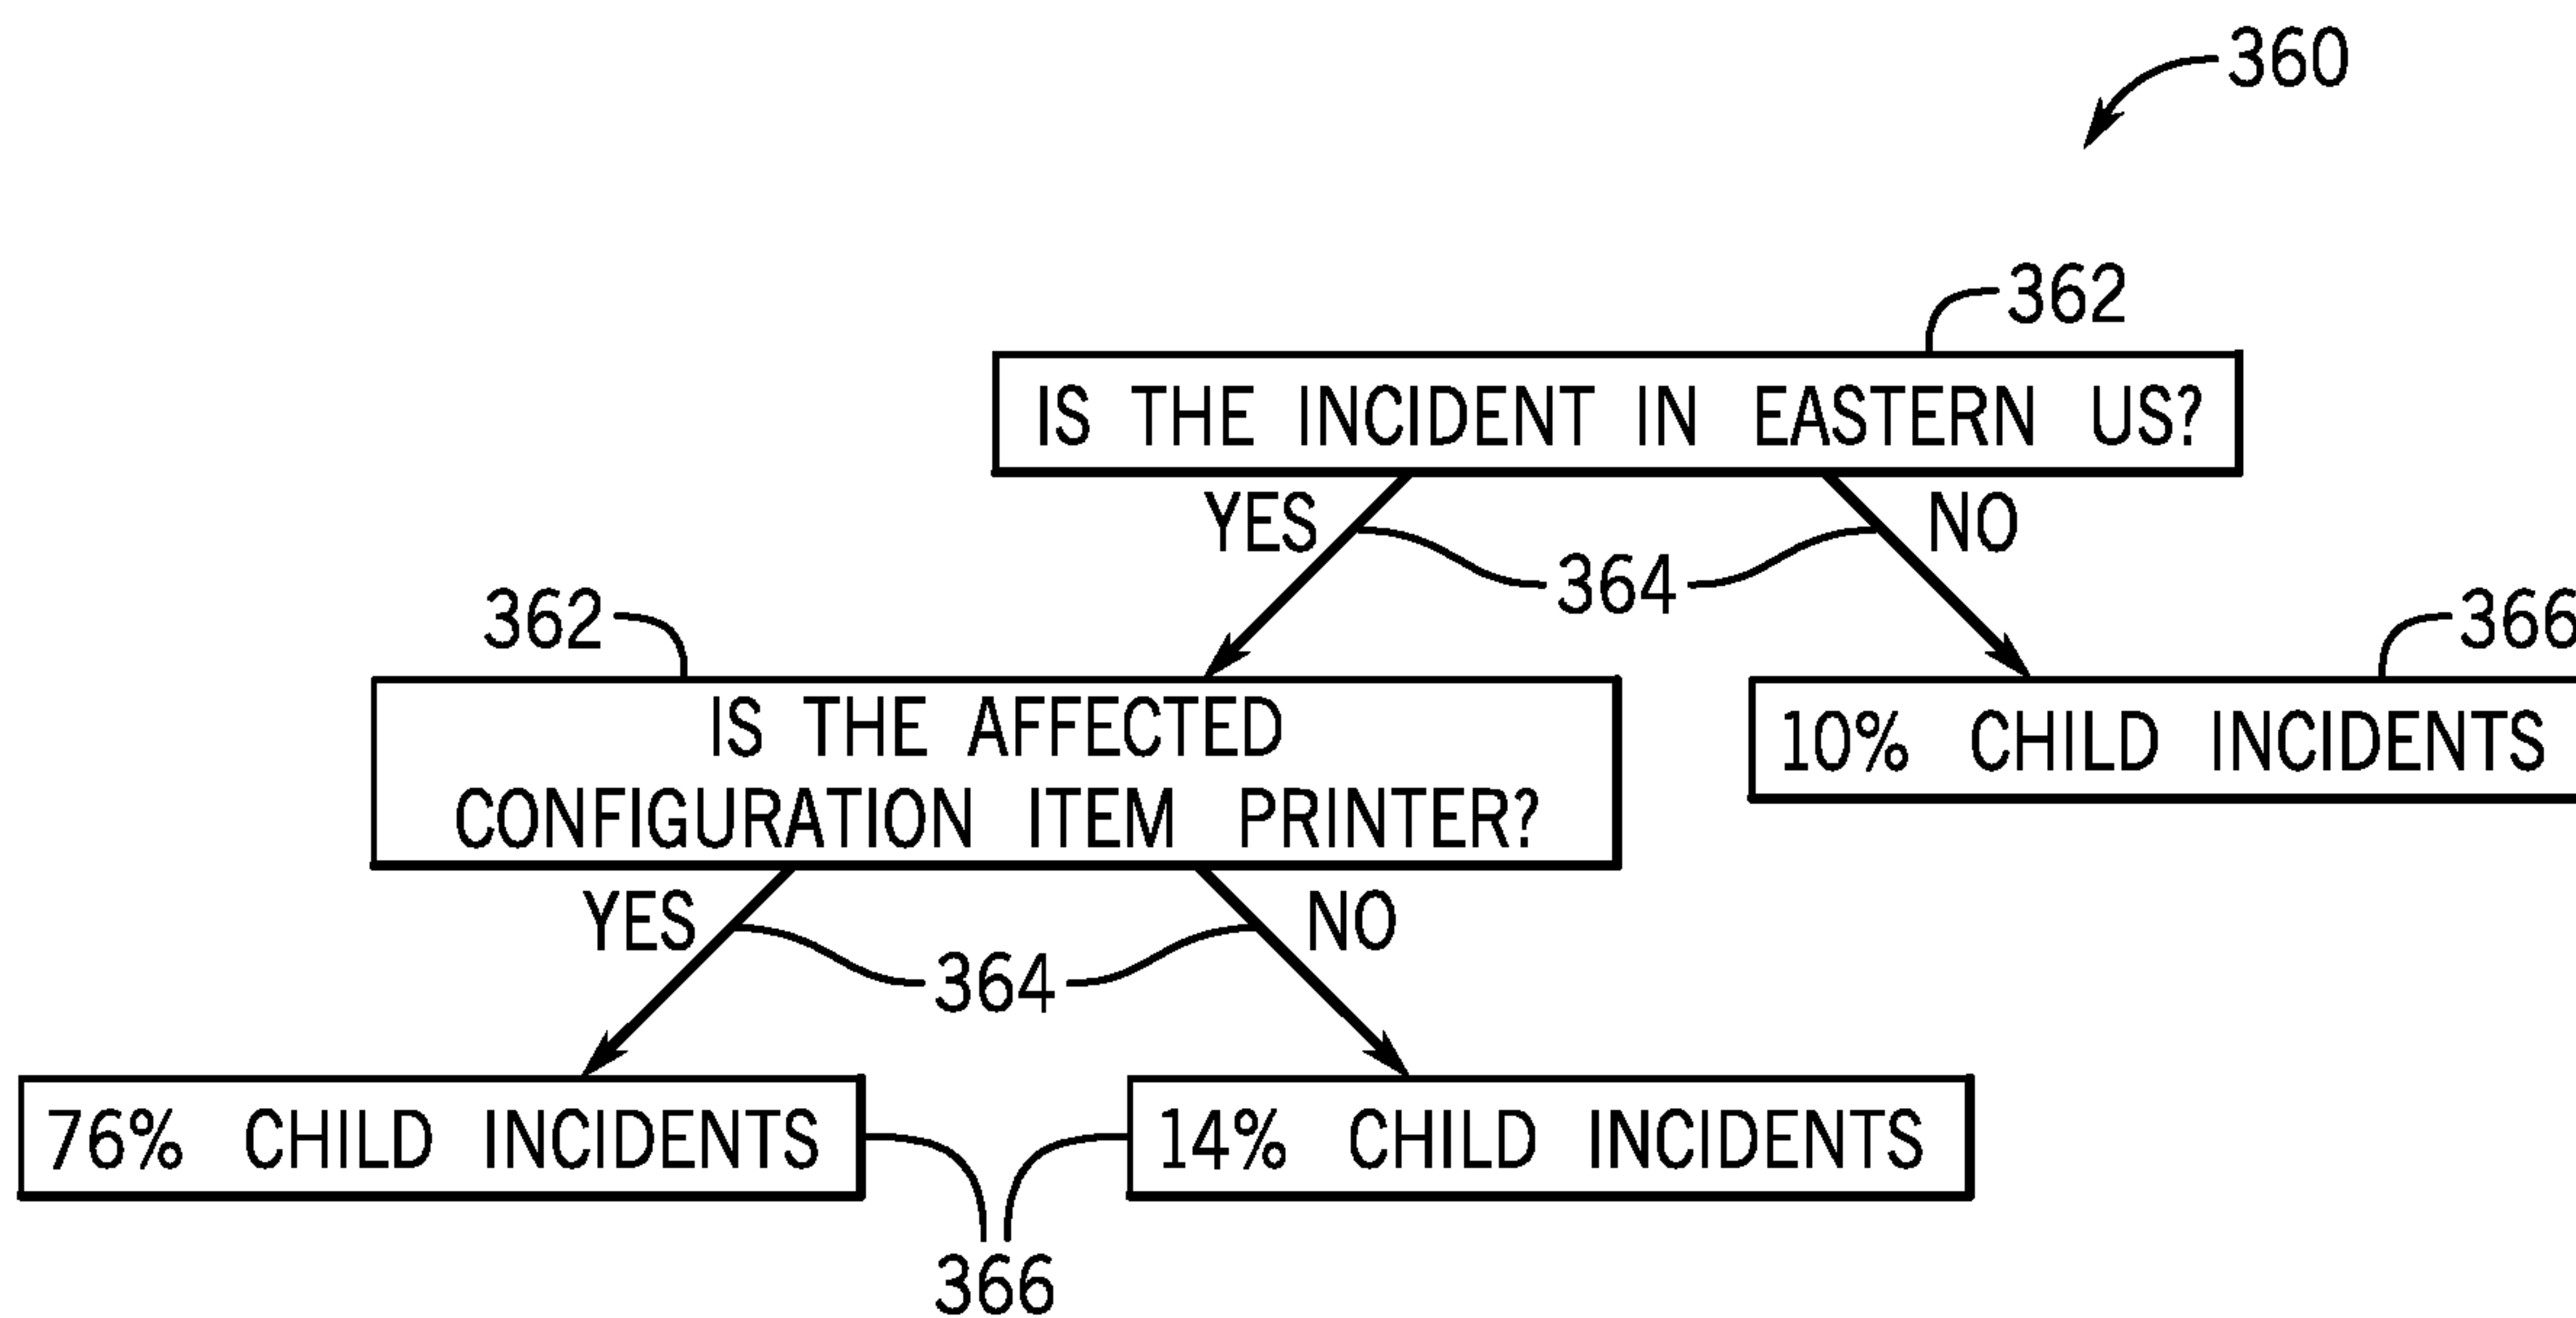 360
362
IS THE INCIDENT IN EASTERN US?
YES
NO
364
362
366
IS THE AFFECTED
CONFIGURATION ITEM PRINTER?
10% CHILD INCIDENTS
YES
NO
364
76% CHILD INCIDENTS
14% CHILD INCIDENTS
366